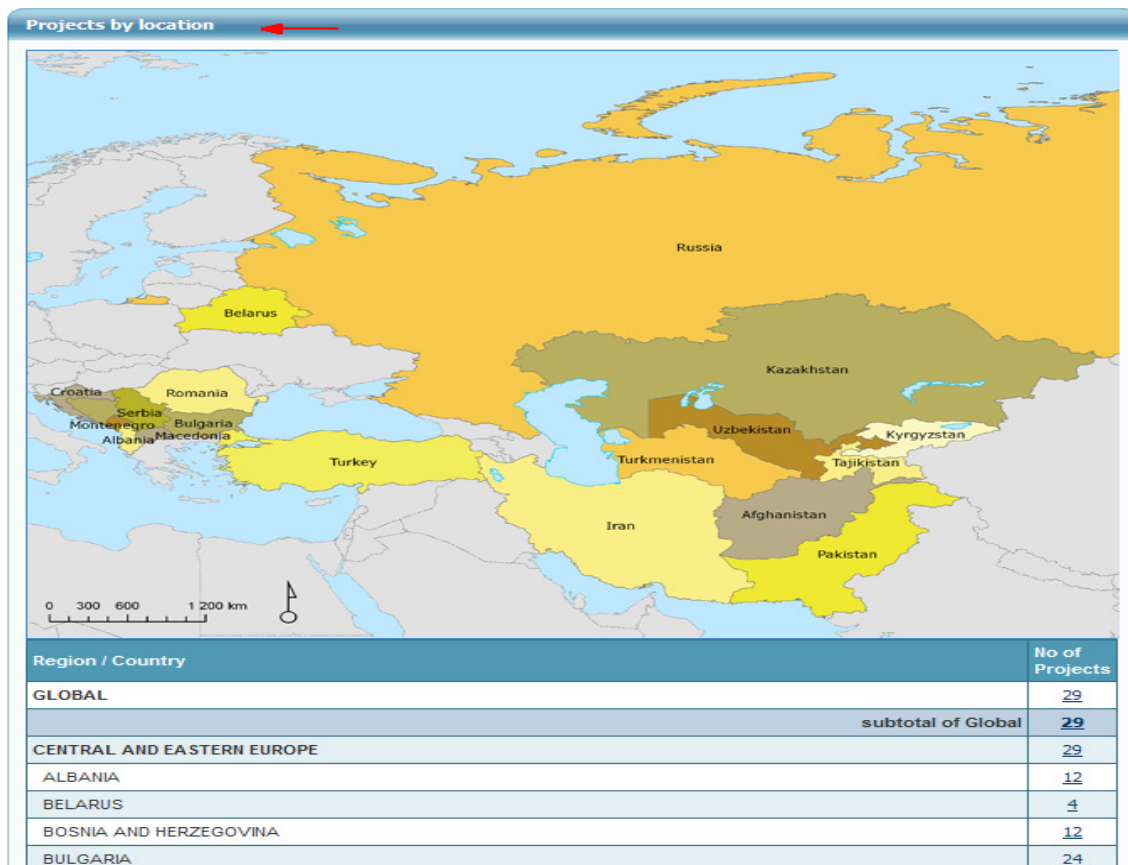 Projects by location
Russia
Belarus
Kazakhstan
Croatia
Romania
Serbia
Montenegro
Bulgaria
Albania
Macedonia
Uzbekistan
Kyrgyzstan
Turkey
Turkmenistan
Tajikistan
Iran
Afghanistan
Pakistan
0 300 600 1 200 km
Region / Country No of Projects
GLOBAL 29
subtotal of Global 29
CENTRAL AND EASTERN EUROPE 29
ALBANIA 12
BELARUS 4
BOSNIA AND HERZEGOVINA 12
BULGARIA 24